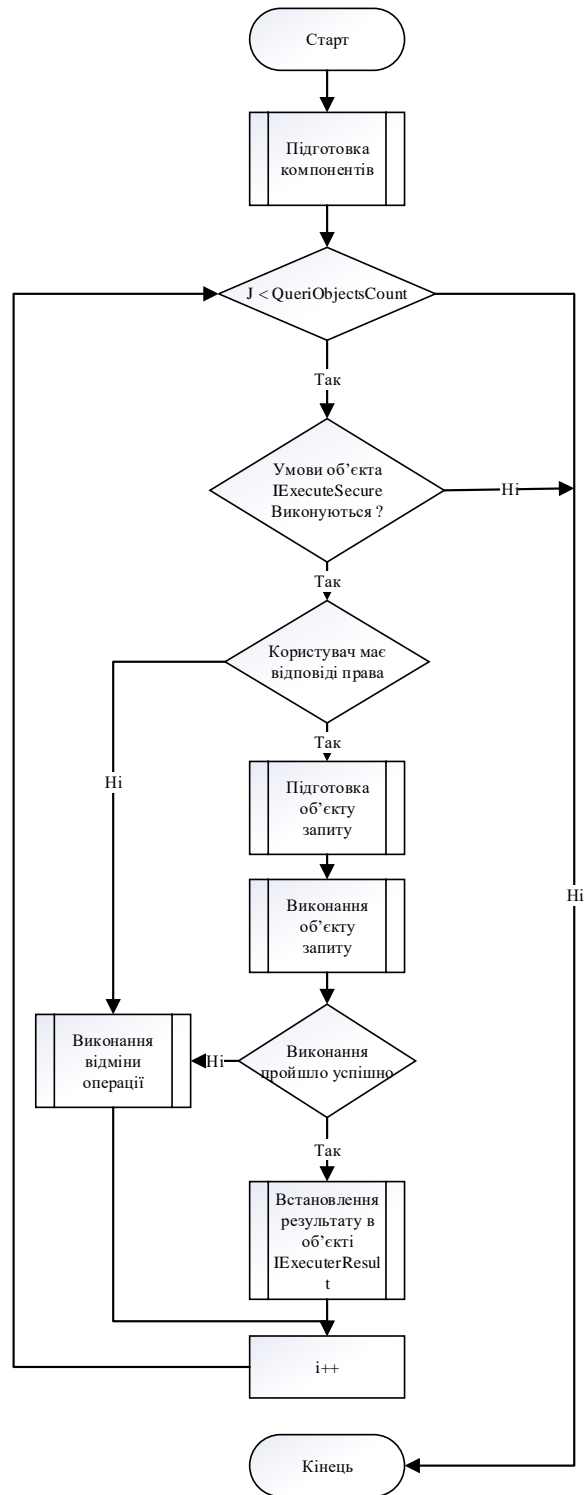 Старт
Підготовка
компонентів
J < QueriObjectsCount
Так
Умови об’єкта
IExecuteSecure
Виконуються ?
Ні
Так
Користувач має
відповіді права
Так
Ні
Підготовка
об’єкту
запиту
Виконання
об’єкту
запиту
Ні
Виконання
відміни
операції
Ні
Виконання
пройшло успішно
Так
Встановлення
результату в
об’єкті
IExecuterResul
t
i++
Кінець